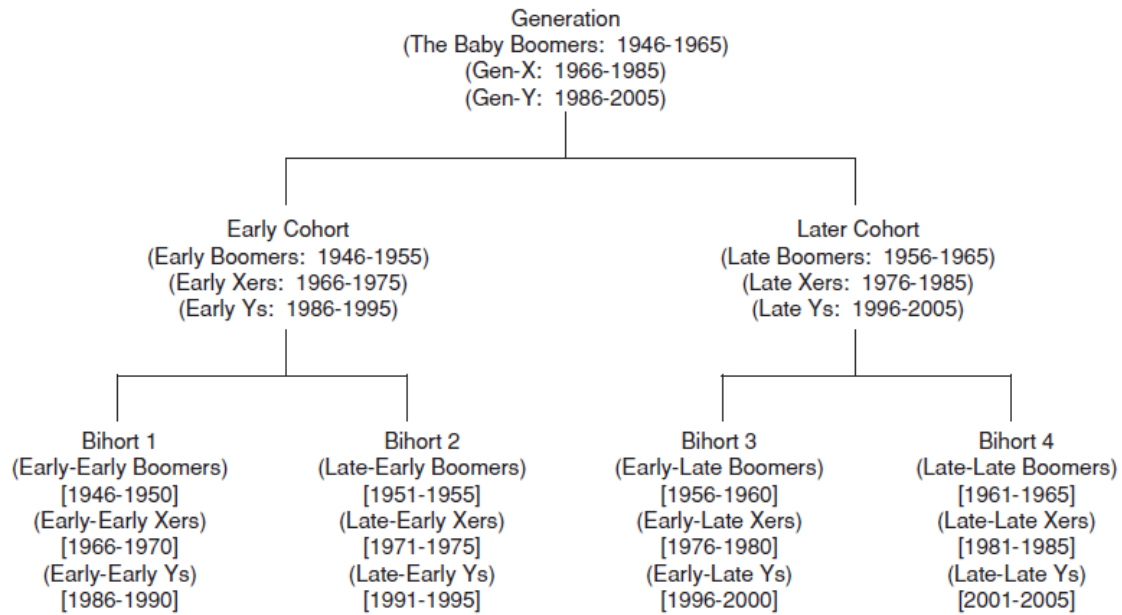 Generation
(The Baby Boomers: 1946-1965)
(Gen-X: 1966-1985)
(Gen-Y: 1986-2005)
Early Cohort
(Early Boomers: 1946-1955)
(Early Xers: 1966-1975)
(Early Ys: 1986-1995)
Later Cohort
(Late Boomers: 1956-1965)
(Late Xers: 1976-1985)
(Late Ys: 1996-2005)
Bihort 1
(Early-Early Boomers)
[1946-1950]
(Early-Early Xers)
[1966-1970]
(Early-Early Ys)
[1986-1990]
Bihort 2
(Late-Early Boomers)
[1951-1955]
(Late-Early Xers)
[1971-1975]
(Late-Early Ys)
[1991-1995]
Bihort 3
(Early-Late Boomers)
[1956-1960]
(Early-Late Xers)
[1976-1980]
(Early-Late Ys)
[1996-2000]
Bihort 4
(Late-Late Boomers)
[1961-1965]
(Late-Late Xers)
[1981-1985]
(Late-Late Ys)
[2001-2005]